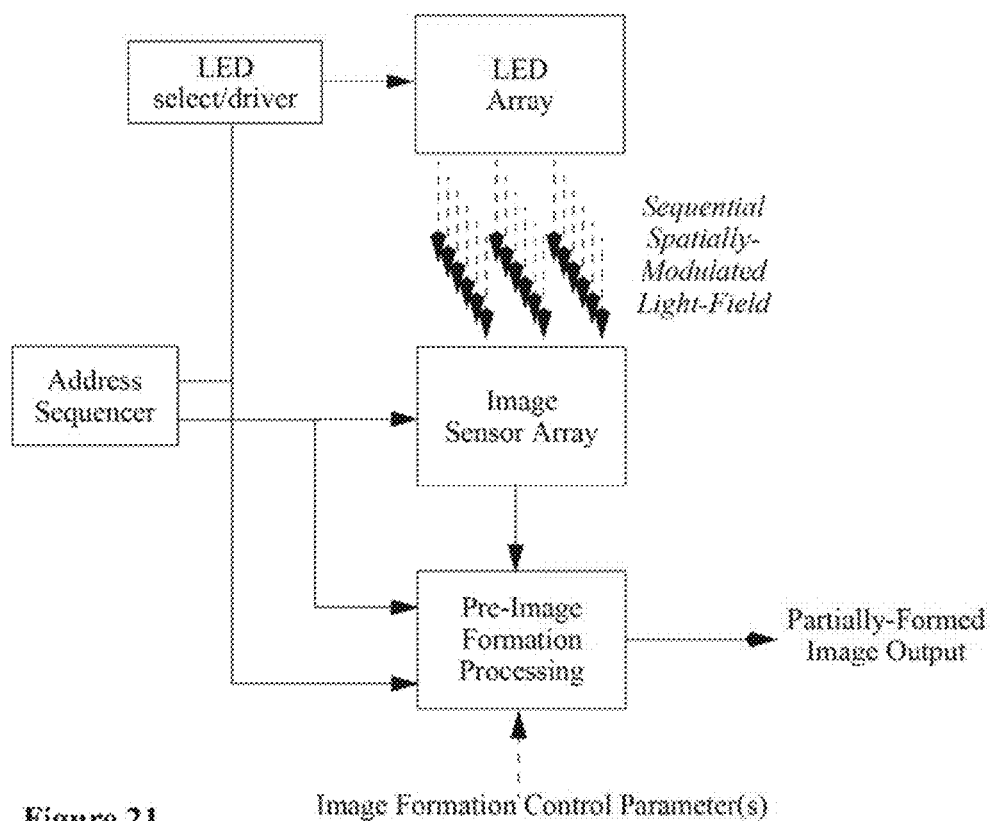 LED
select/driver
LED
Array
Sequential
Spatially-
Modulated
Light-Field
Address
Sequencer
Image
Sensor Array
Pre-Image
Formation
Processing
Partially-Formed
Image Output
Image Formation Control Parameter(s)
Figure 21